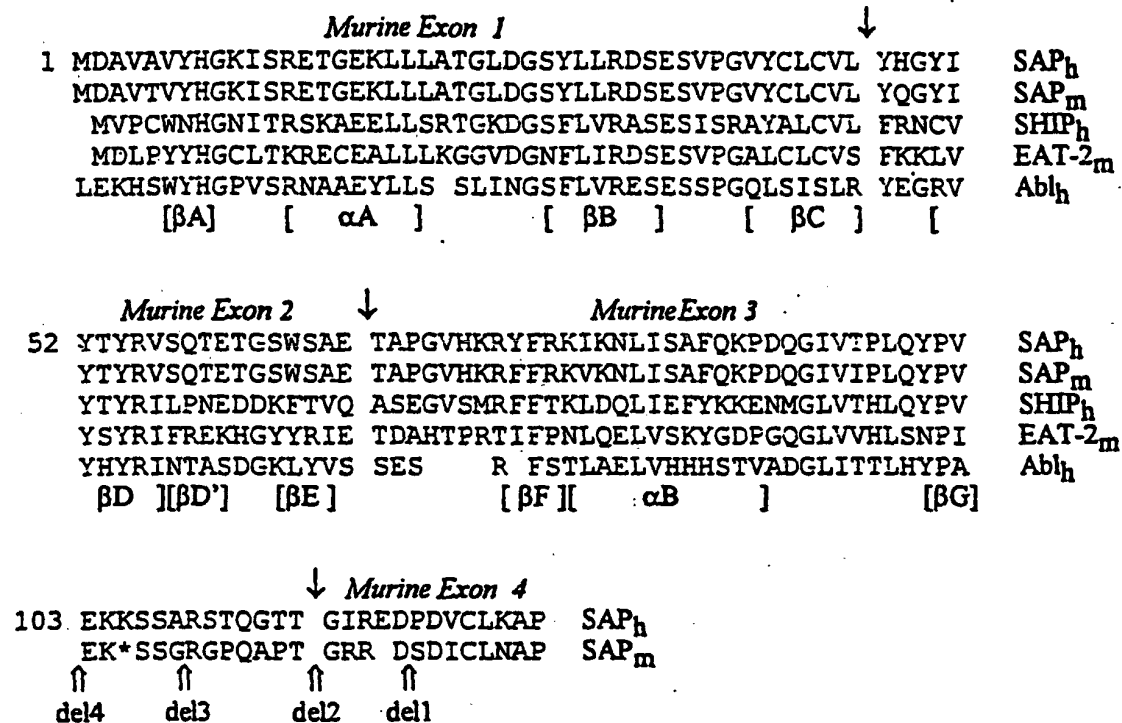 Murine Exon 1 ↓
1 MDAVAVYHGKISRETGEKLLLATGLDGSYLLRDSESVPGVYCLCVL YHGYI SAPh
MDAVTVYHGKISRETGEKLLLATGLDGSYLLRDSESVPGVYCLCVL YQGYI SAPm
MVPCWNHGNITRSKAEELLSRTGKDGSFLVRASESISRAYALCVL FRNCV SHIPh
MDLPYYHGCLTKRECEALLLKGGVDGNFLIRDSESVPGALCLCVS FKKLV EAT-2m
LEKHSWYHGPVSRNAAEYLLS SLINGSFLVRESESSPGQLSISLR YEGRV Ablh
[βA] [ αA ] [ βB ] [ βC ] [
Murine Exon 2 ↓ Murine Exon 3
52 YTYRVSQTETGSWSAE TAPGVHKRYFRKIKNLISAFQKPDQGIVTPLQYPV SAPh
YTYRVSQTETGSWSAE TAPGVHKRFFRKVKNLISAFQKPDQGIVIPLQYPV SAPm
YTYRILPNEDDKFTVQ ASEGVSMRFFTKLDQLIEFYKKENMGLVTHLQYPV SHIPh
YSYRIFREKHGYYRIE TDAHTPRTIFPNLQELVSKYGDPGQGLVVHLSNPI EAT-2m
YHYRINTASDGKLYVS SES R FSTLAELVHHHSTVADGLITTLHYPA Ablh
βD ][βD'] [βE ] [ βF ][ αB ] [βG]
↓ Murine Exon 4
103 EKKSSARSTQGTT GIREDPDVCLKAP SAPh
EK*SSGRGPQAPT GRR DSDICLNAP SAPm
⇑ ⇑ ⇑ ⇑
del4 del3 del2 del1